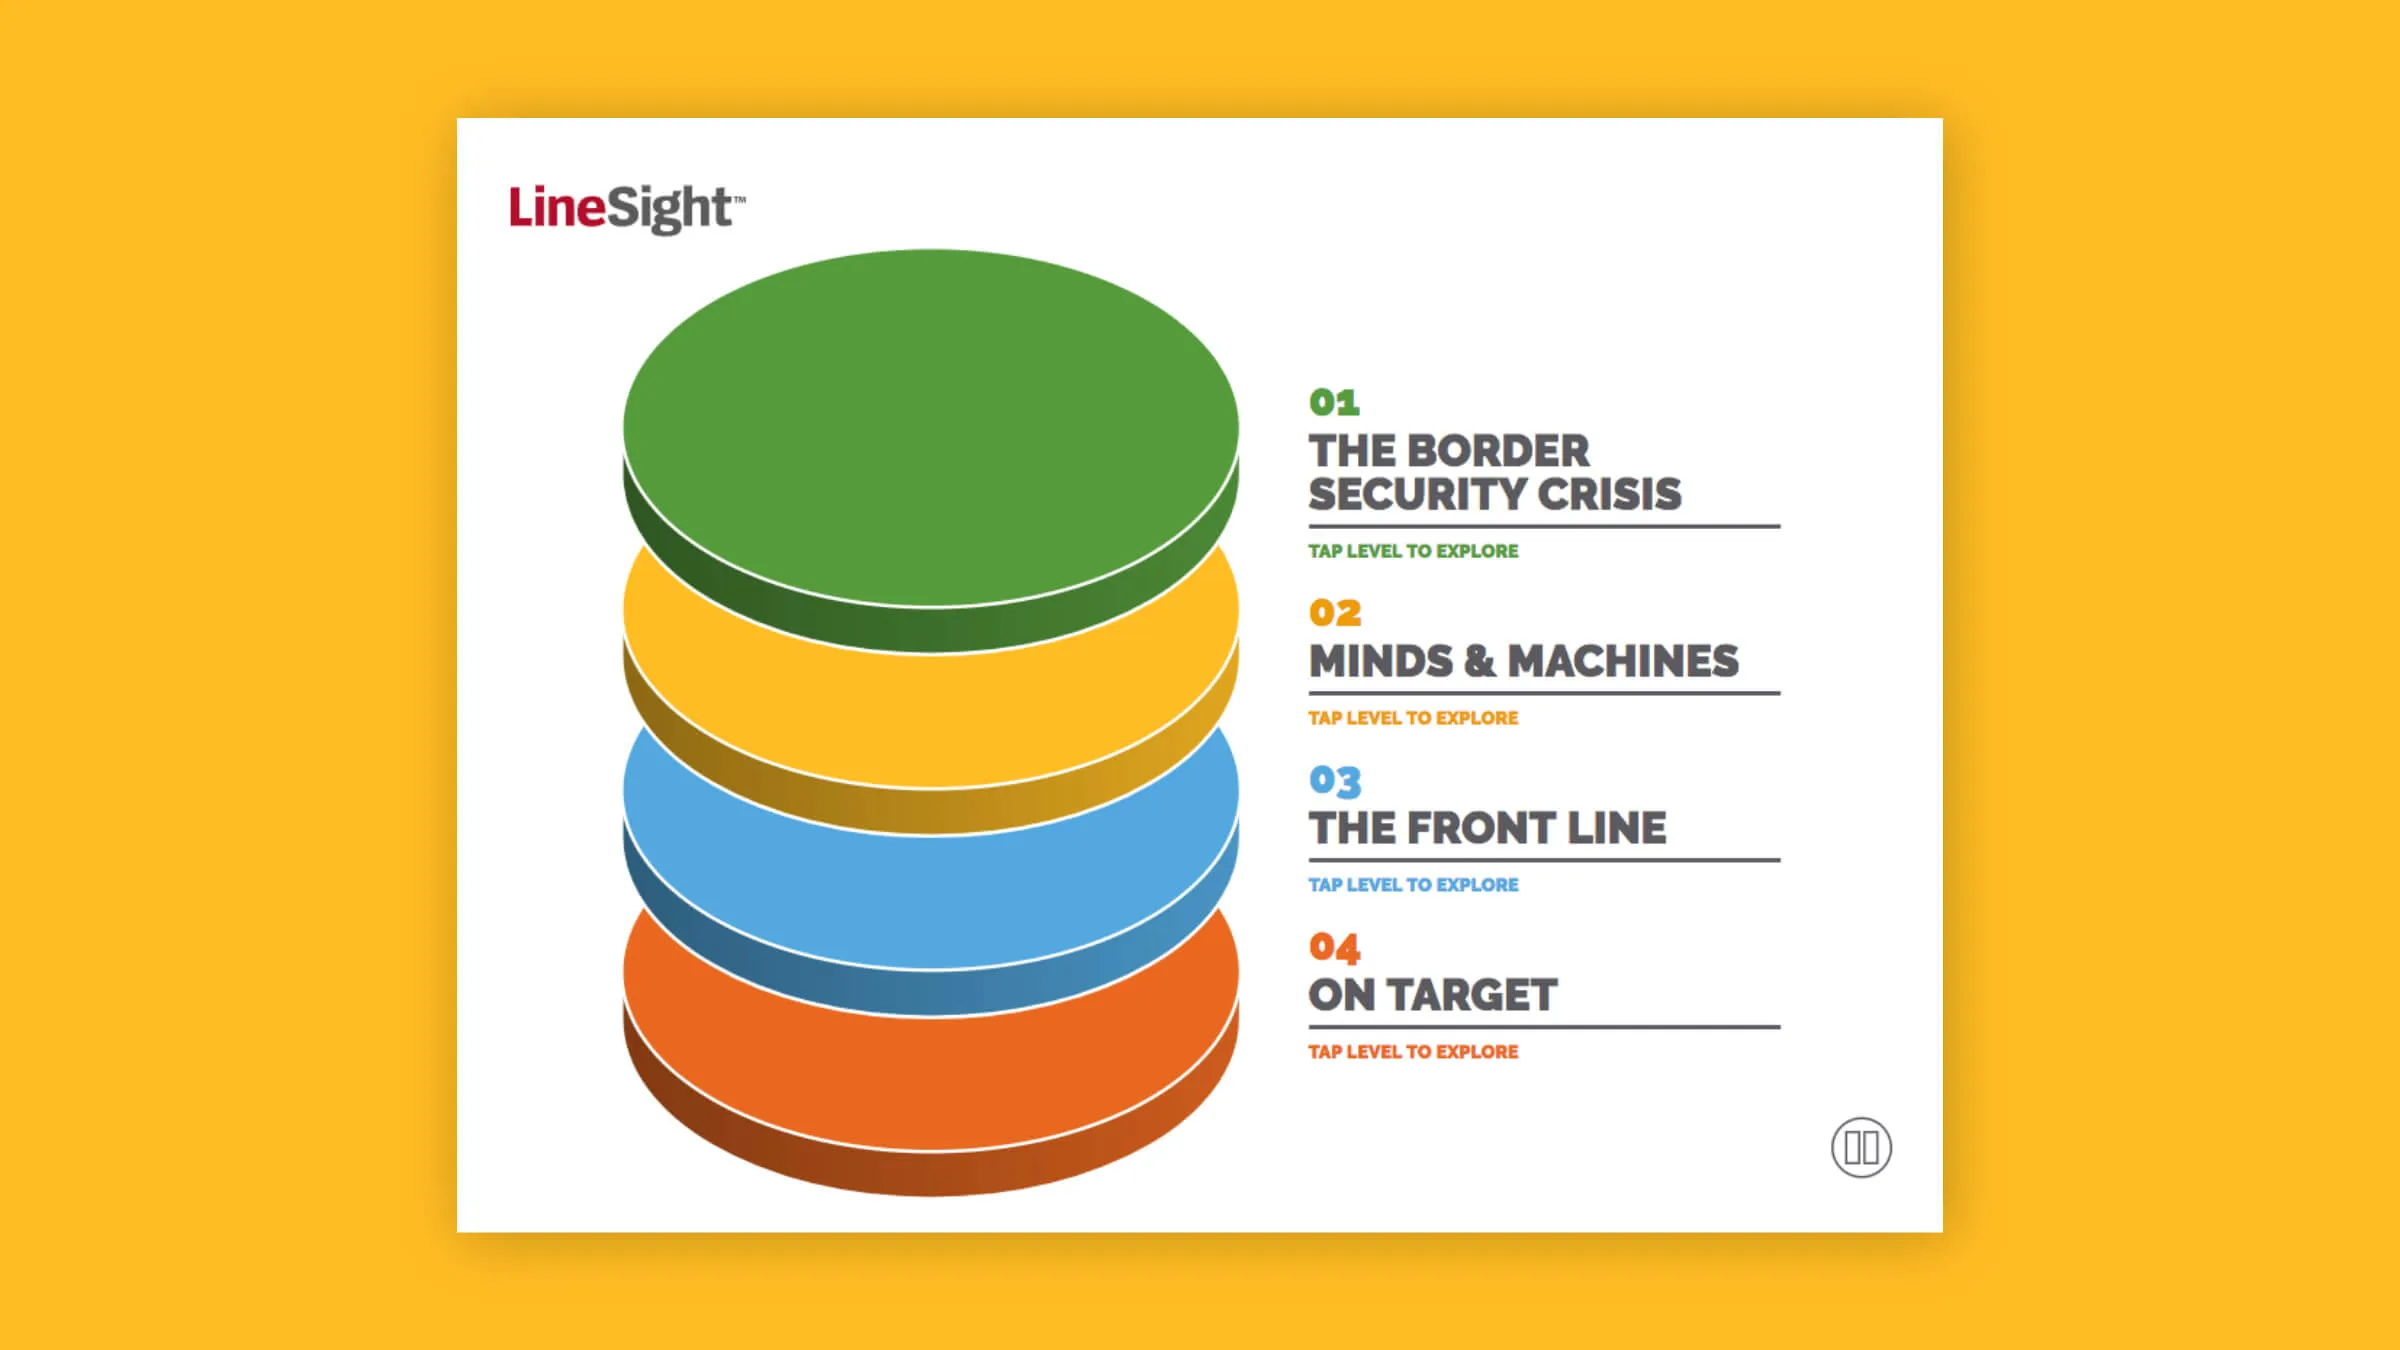 LineSight™
01
THE BORDER
SECURITY CRISIS
TAP LEVEL TO EXPLORE
02
MINDS & MACHINES
TAP LEVEL TO EXPLORE
03
THE FRONT LINE
TAP LEVEL TO EXPLORE
04
ON TARGET
TAP LEVEL TO EXPLORE